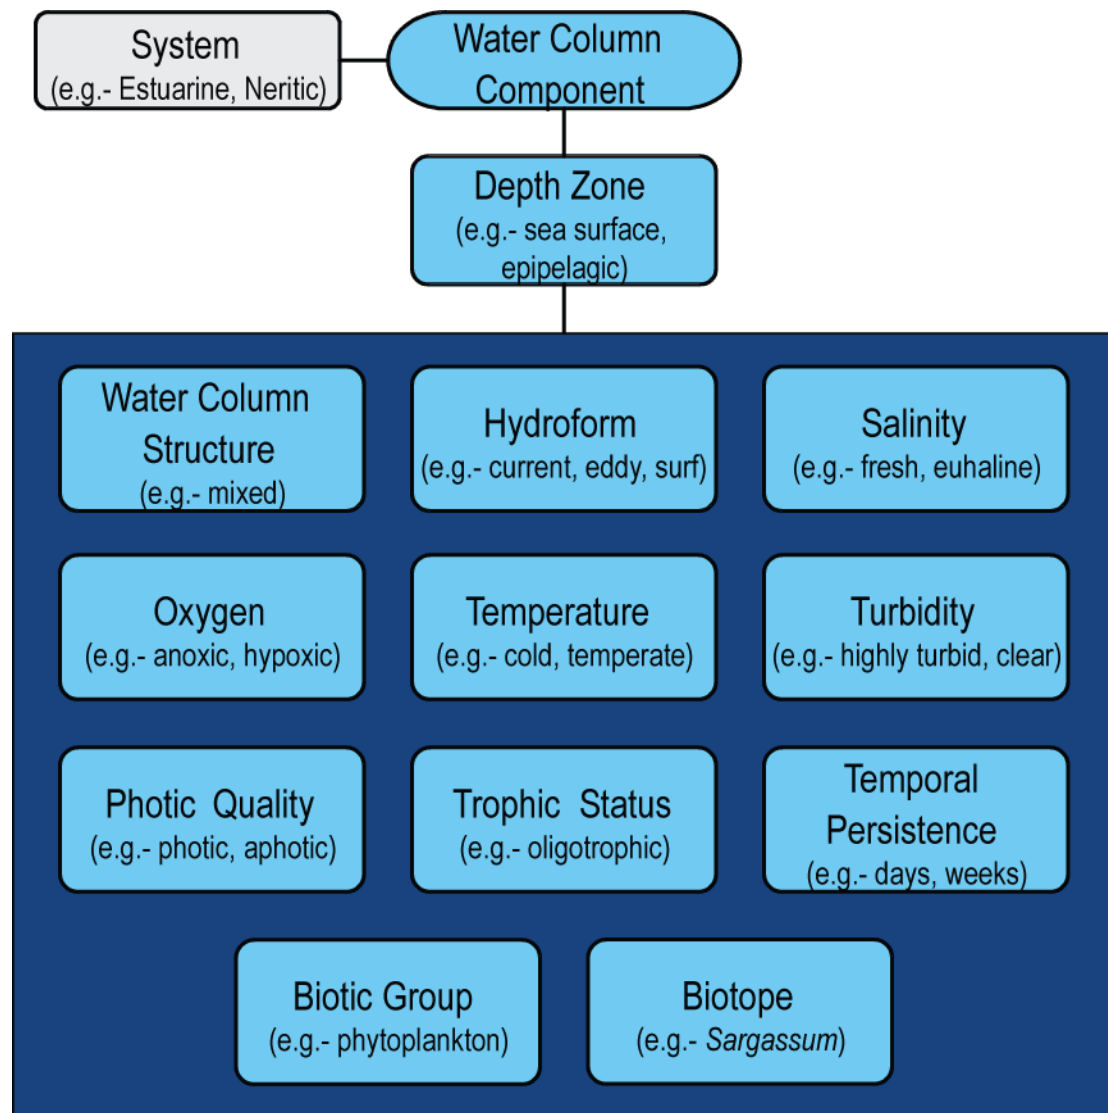 System
(e.g.- Estuarine, Neritic)
Water Column
Component
Depth Zone
(e.g.- sea surface,
epipelagic)
Water Column
Structure
(e.g.- mixed)
Hydroform
(e.g.- current, eddy, surf)
Salinity
(e.g.- fresh, euhaline)
Oxygen
(e.g.- anoxic, hypoxic)
Temperature
(e.g.- cold, temperate)
Turbidity
(e.g.- highly turbid, clear)
Photic Quality
(e.g.- photic, aphotic)
Trophic Status
(e.g.- oligotrophic)
Temporal
Persistence
(e.g.- days, weeks)
Biotic Group
(e.g.- phytoplankton)
Biotope
(e.g.- Sargassum)